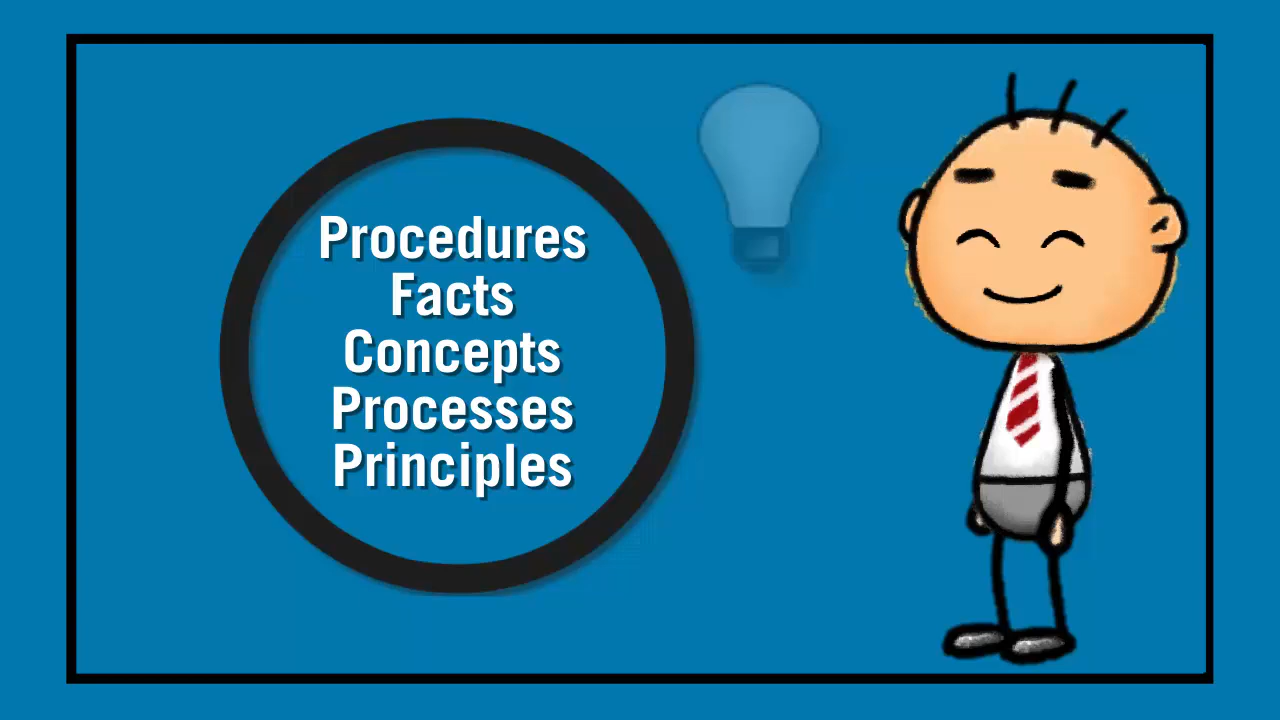 Procedures
Facts
Concepts
Processes
Principles